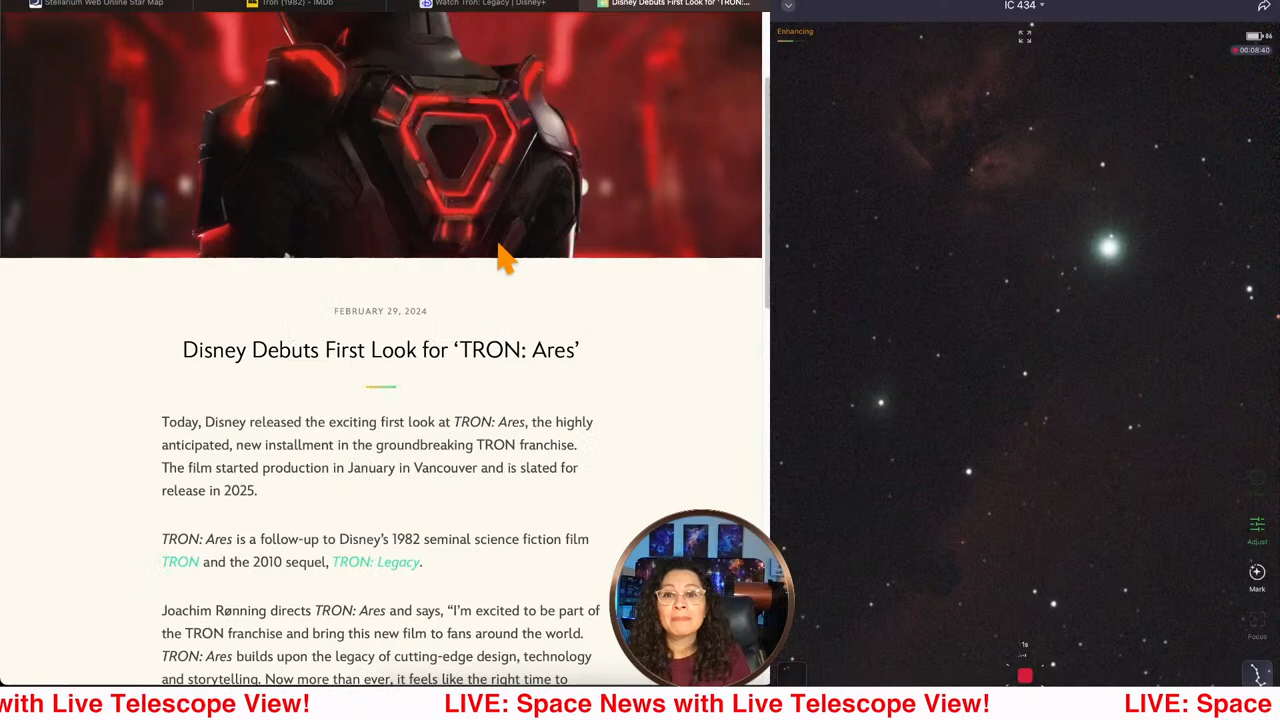 Stellarium Web Online Star Map
Tron (1982) - IMDb
Watch Tron: Legacy | Disney+
Disney Debuts First Look for 'TRON:...
IC 434
Enhancing
86
00:08:40
FEBRUARY 29, 2024
Disney Debuts First Look for ‘TRON: Ares’
Today, Disney released the exciting first look at TRON: Ares, the highly
anticipated, new installment in the groundbreaking TRON franchise.
The film started production in January in Vancouver and is slated for
release in 2025.
TRON: Ares is a follow-up to Disney’s 1982 seminal science fiction film
TRON and the 2010 sequel, TRON: Legacy.
Joachim Rønning directs TRON: Ares and says, “I’m excited to be part of
the TRON franchise and bring this new film to fans around the world.
TRON: Ares builds upon the legacy of cutting-edge design, technology
and storytelling. Now more than ever, it feels like the right time to
Adjust
Mark
Focus
1s
with Live Telescope View! LIVE: Space News with Live Telescope View! LIVE: Space